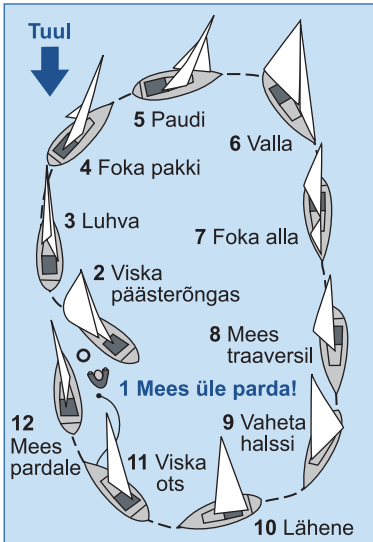 Tuul
1 Mees üle parda!
2 Viska
päästerõngas
3 Luhva
4 Foka pakki
5 Paudi
6 Valla
7 Foka alla
8 Mees
traaversil
9 Vaheta
halssi
10 Lähene
11 Viska
ots
12
Mees
pardale